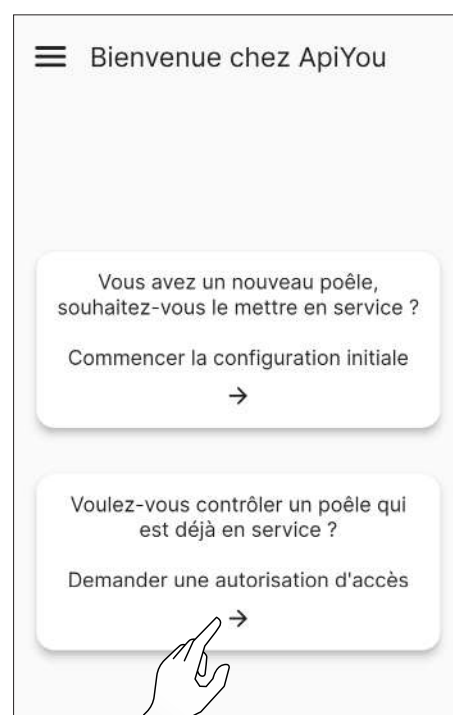 Bienvenue chez ApiYou
Vous avez un nouveau poêle,
souhaitez-vous le mettre en service ?
Commencer la configuration initiale
Voulez-vous contrôler un poêle qui
est déjà en service ?
Demander une autorisation d'accès